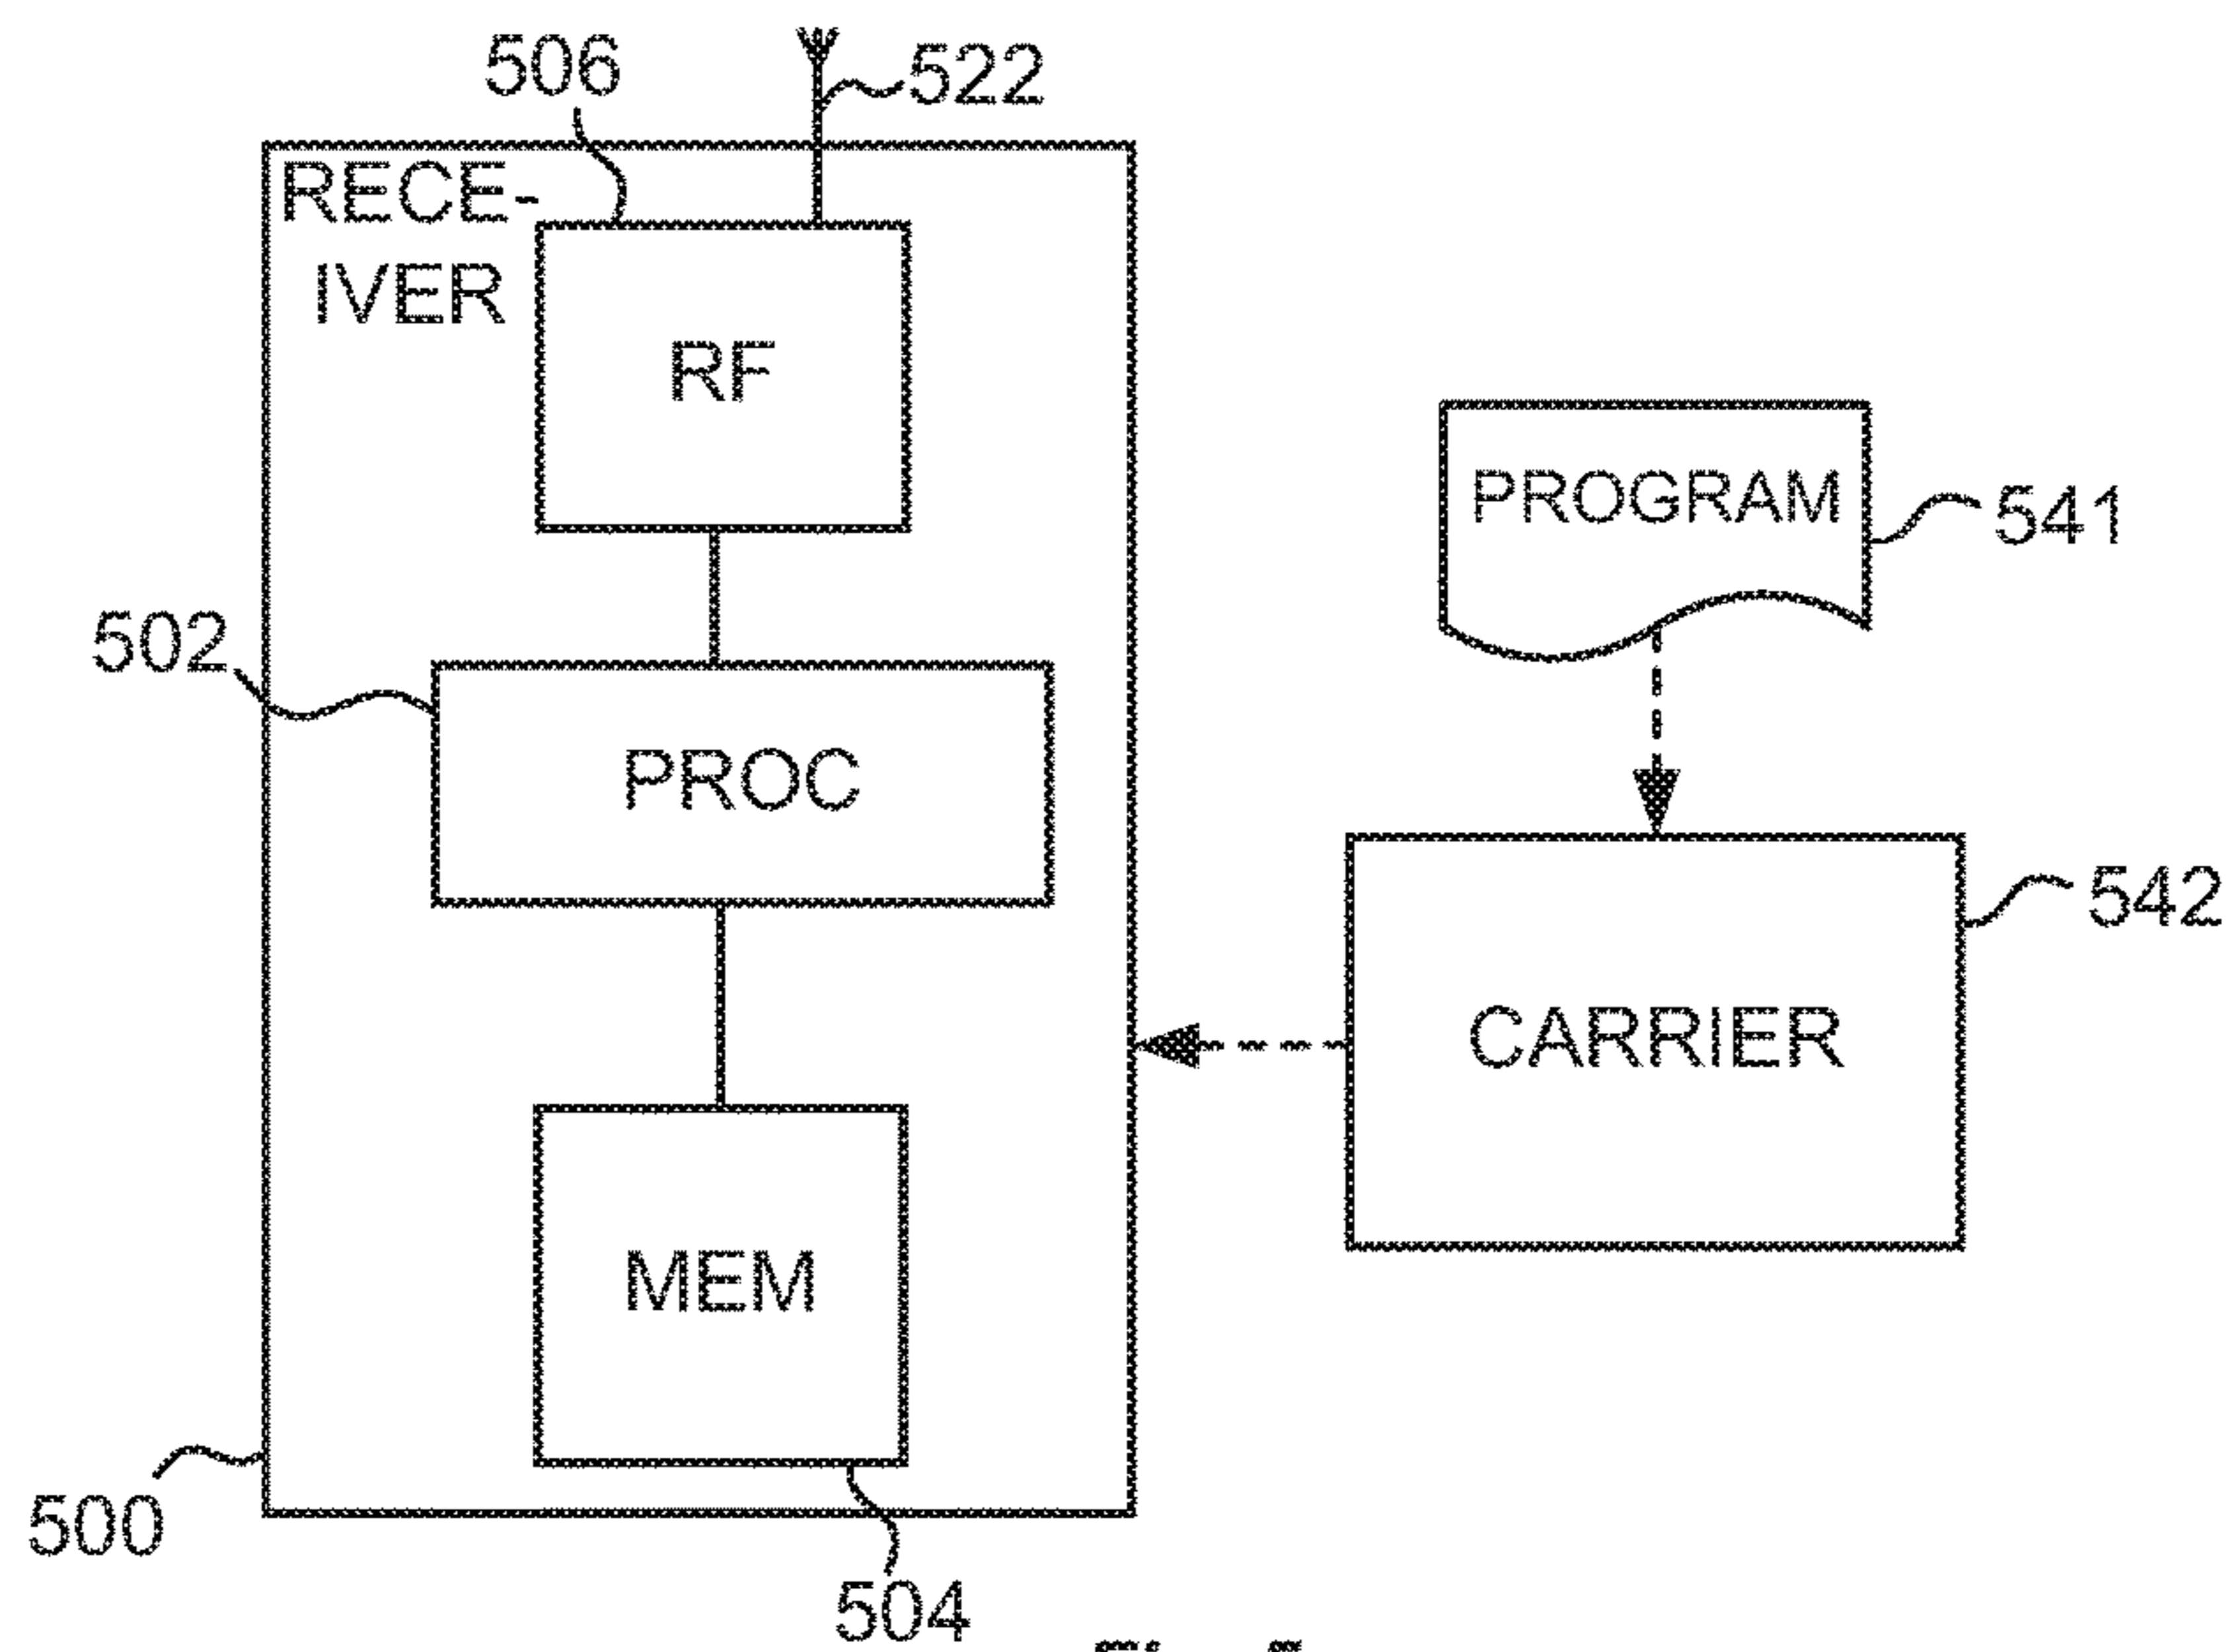 506
522
RECE-
IVER
RF
PROGRAM
541
502
PROC
542
CARRIER
MEM
500
504